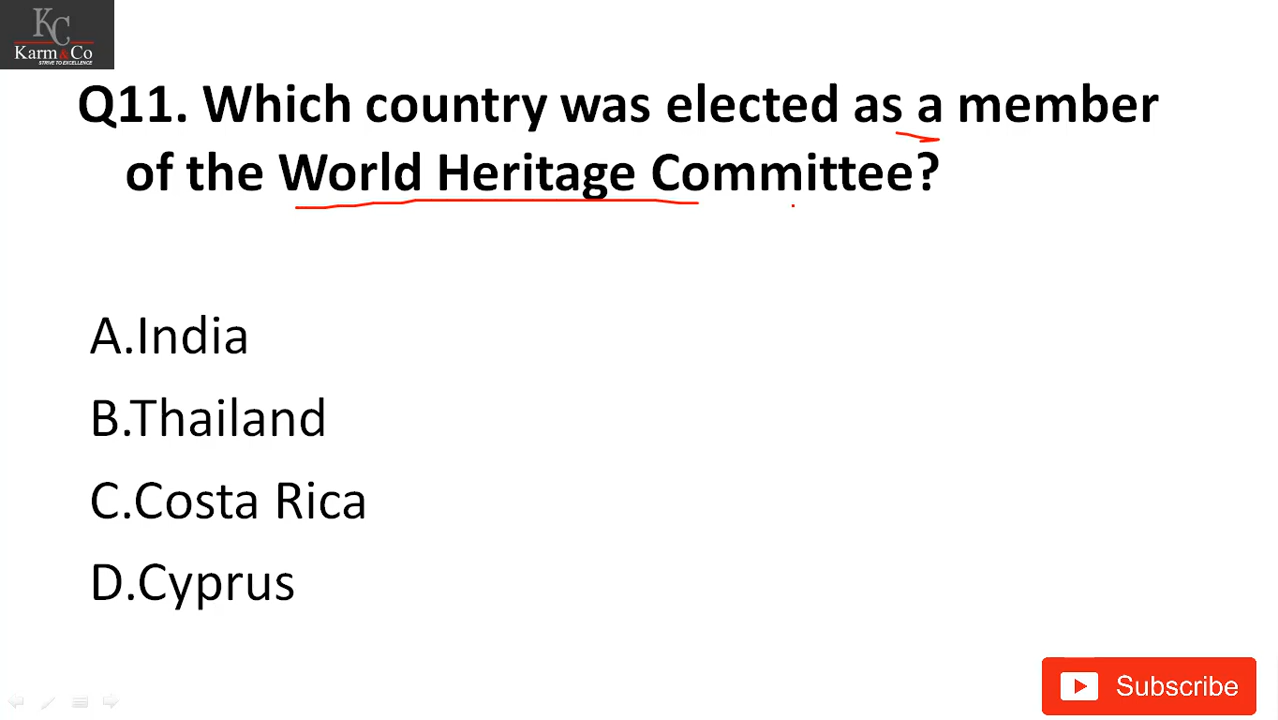 KC
Karm&Co
STRIVE TO EXCELLENCE
Q11. Which country was elected as a member
of the World Heritage Committee?
A.India
B.Thailand
C.Costa Rica
D.Cyprus
Subscribe